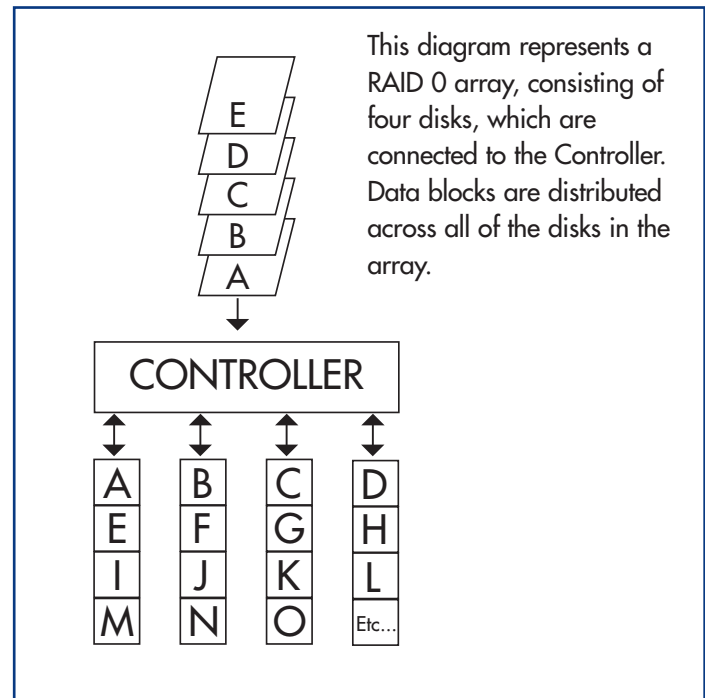 This diagram represents a
RAID 0 array, consisting of
four disks, which are
connected to the Controller.
Data blocks are distributed
across all of the disks in the
array.
E
D
C
B
A
CONTROLLER
A B C D
E F G H
I J K L
M N O Etc...